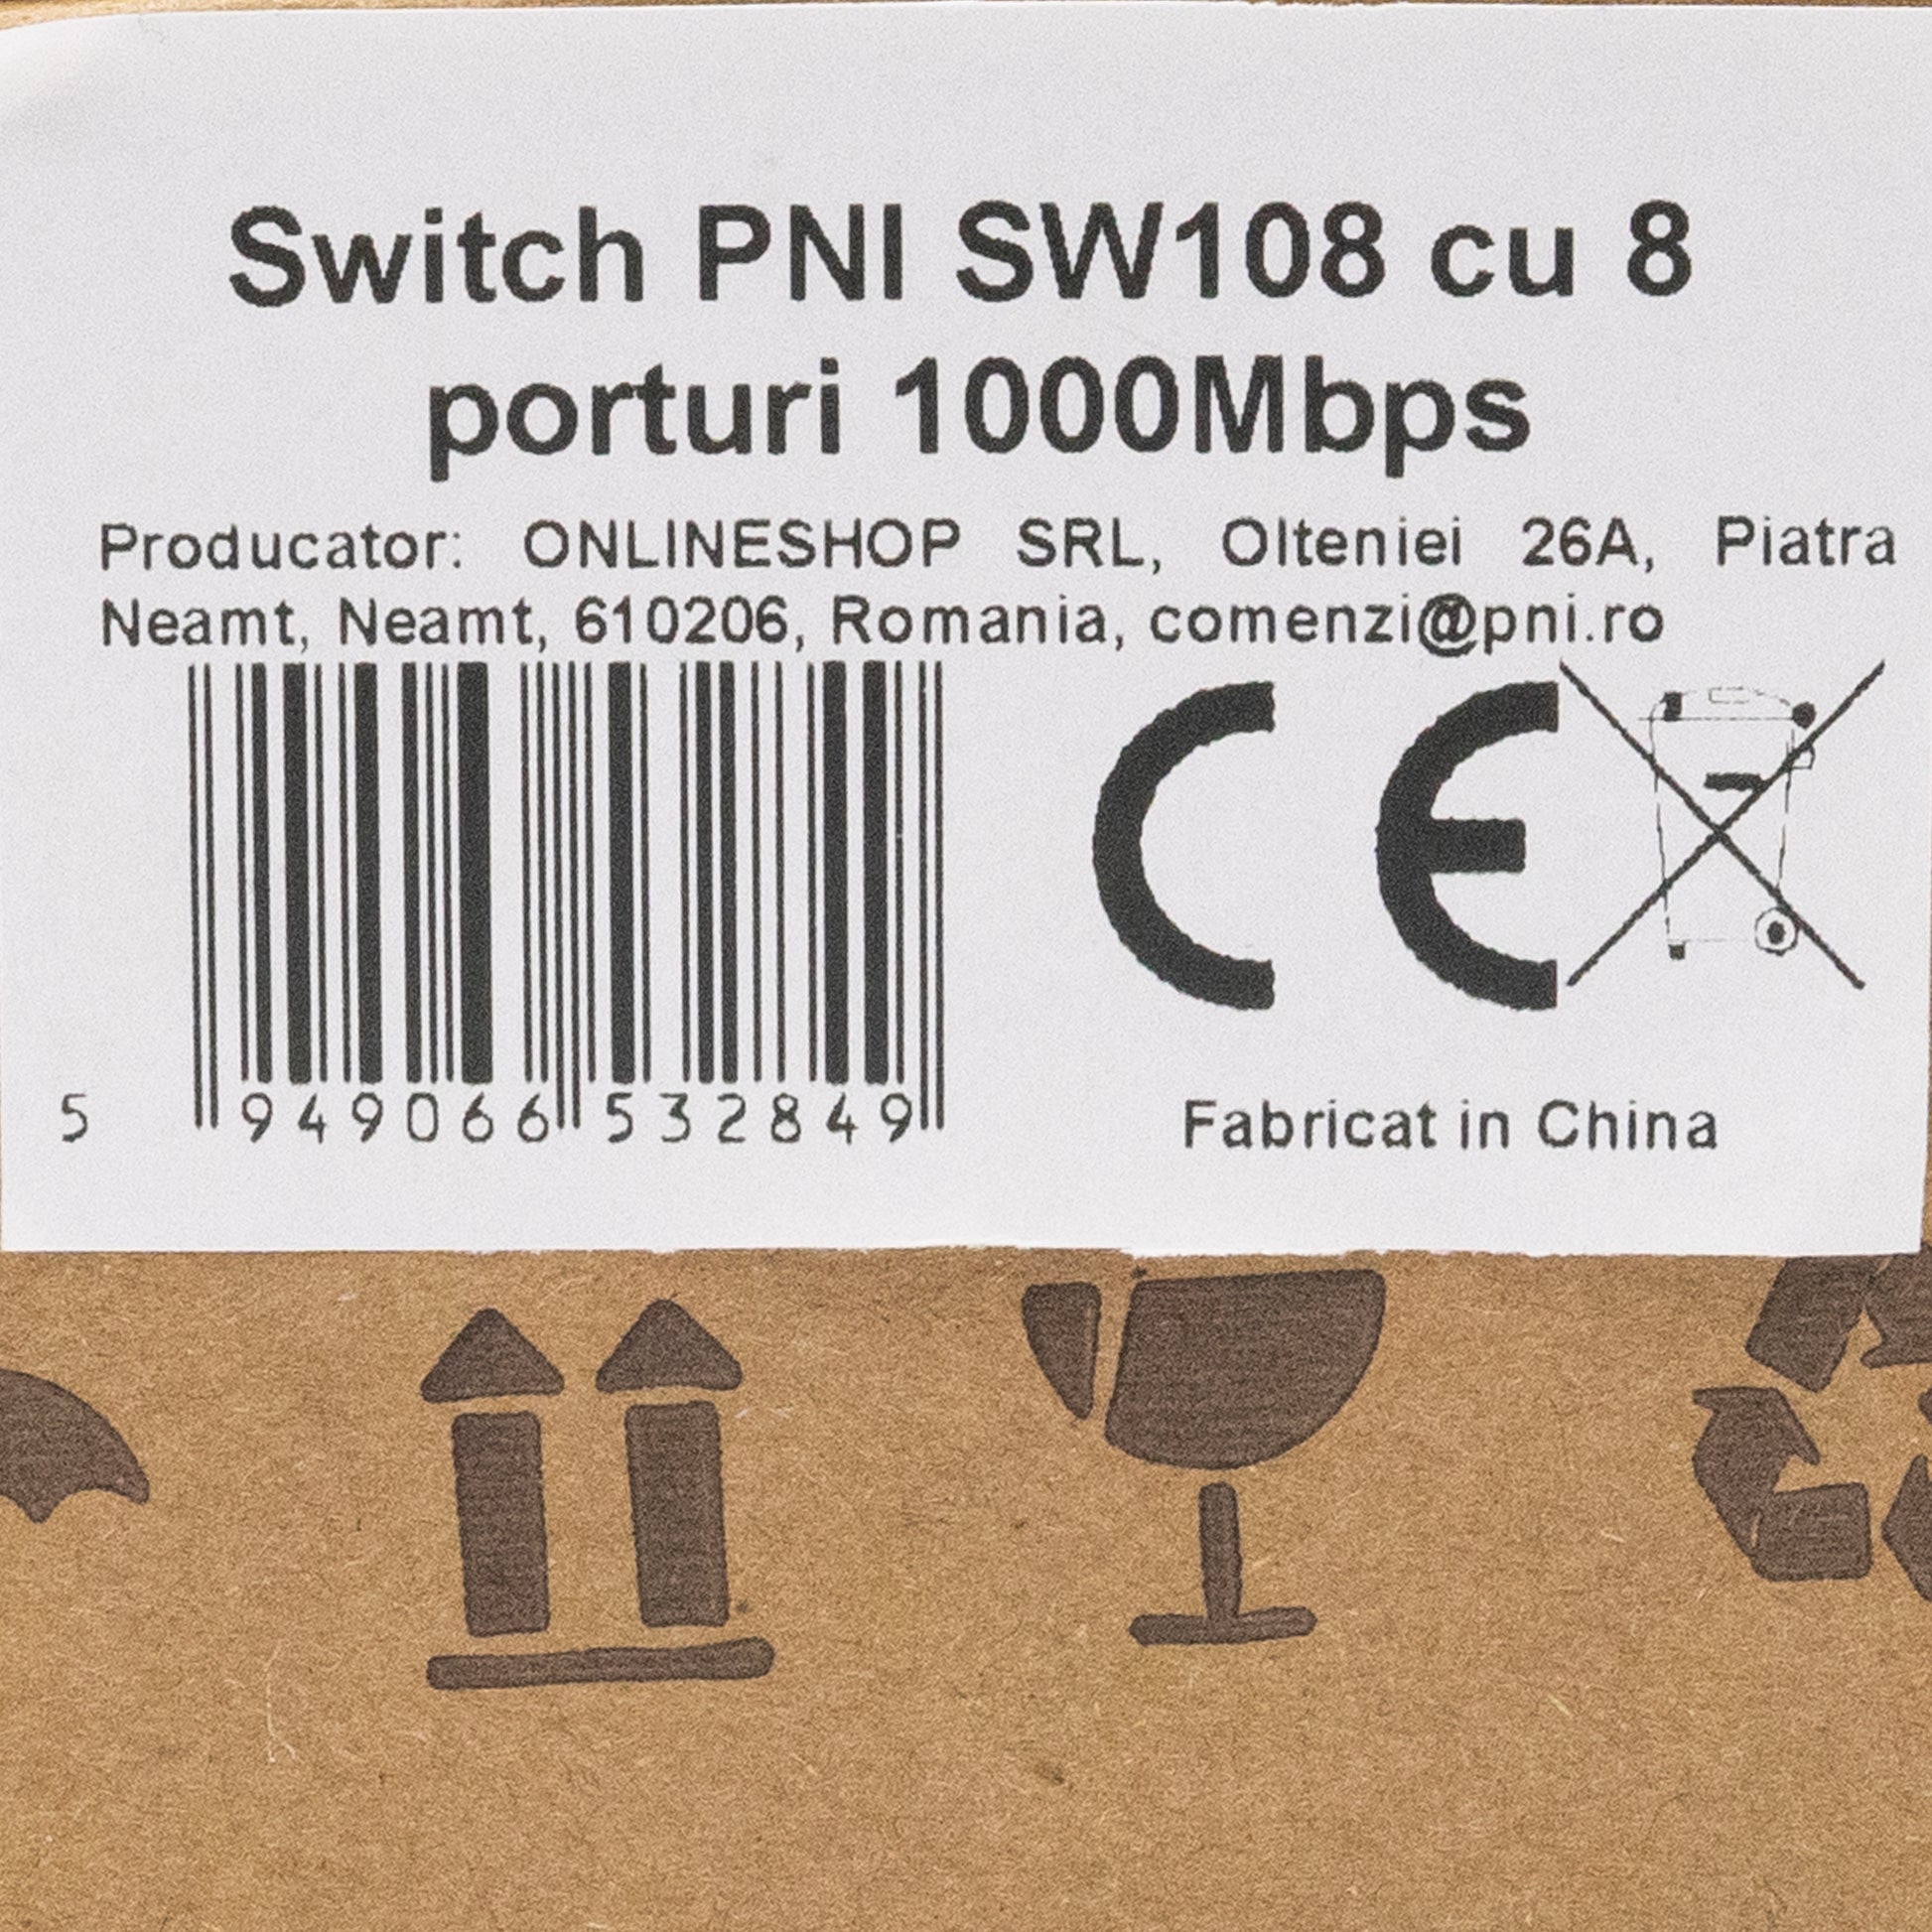 Switch PNI SW108 cu 8
porturi 1000Mbps
Producator: ONLINESHOP SRL, Olteniei 26A, Piatra
Neamt, Neamt, 610206, Romania, comenzi@pni.ro
CE
5 949066 532849
Fabricat in China